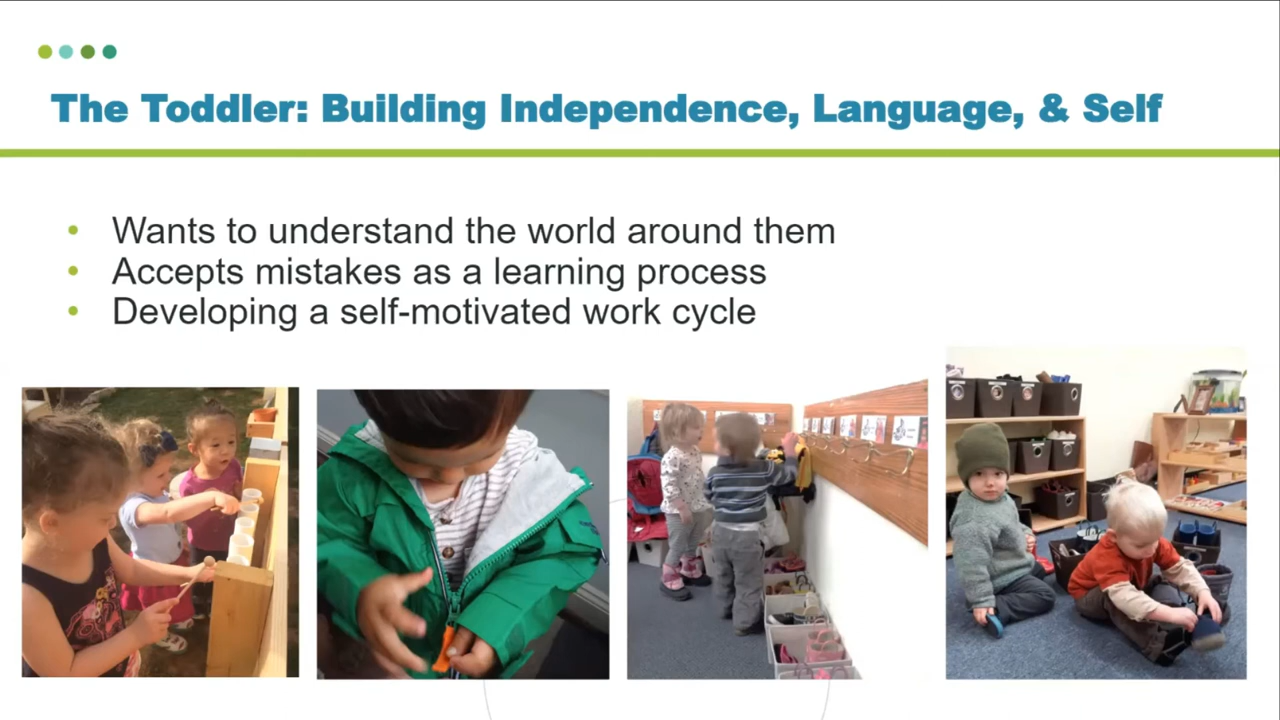 The Toddler: Building Independence, Language, & Self
• Wants to understand the world around them
• Accepts mistakes as a learning process
• Developing a self-motivated work cycle